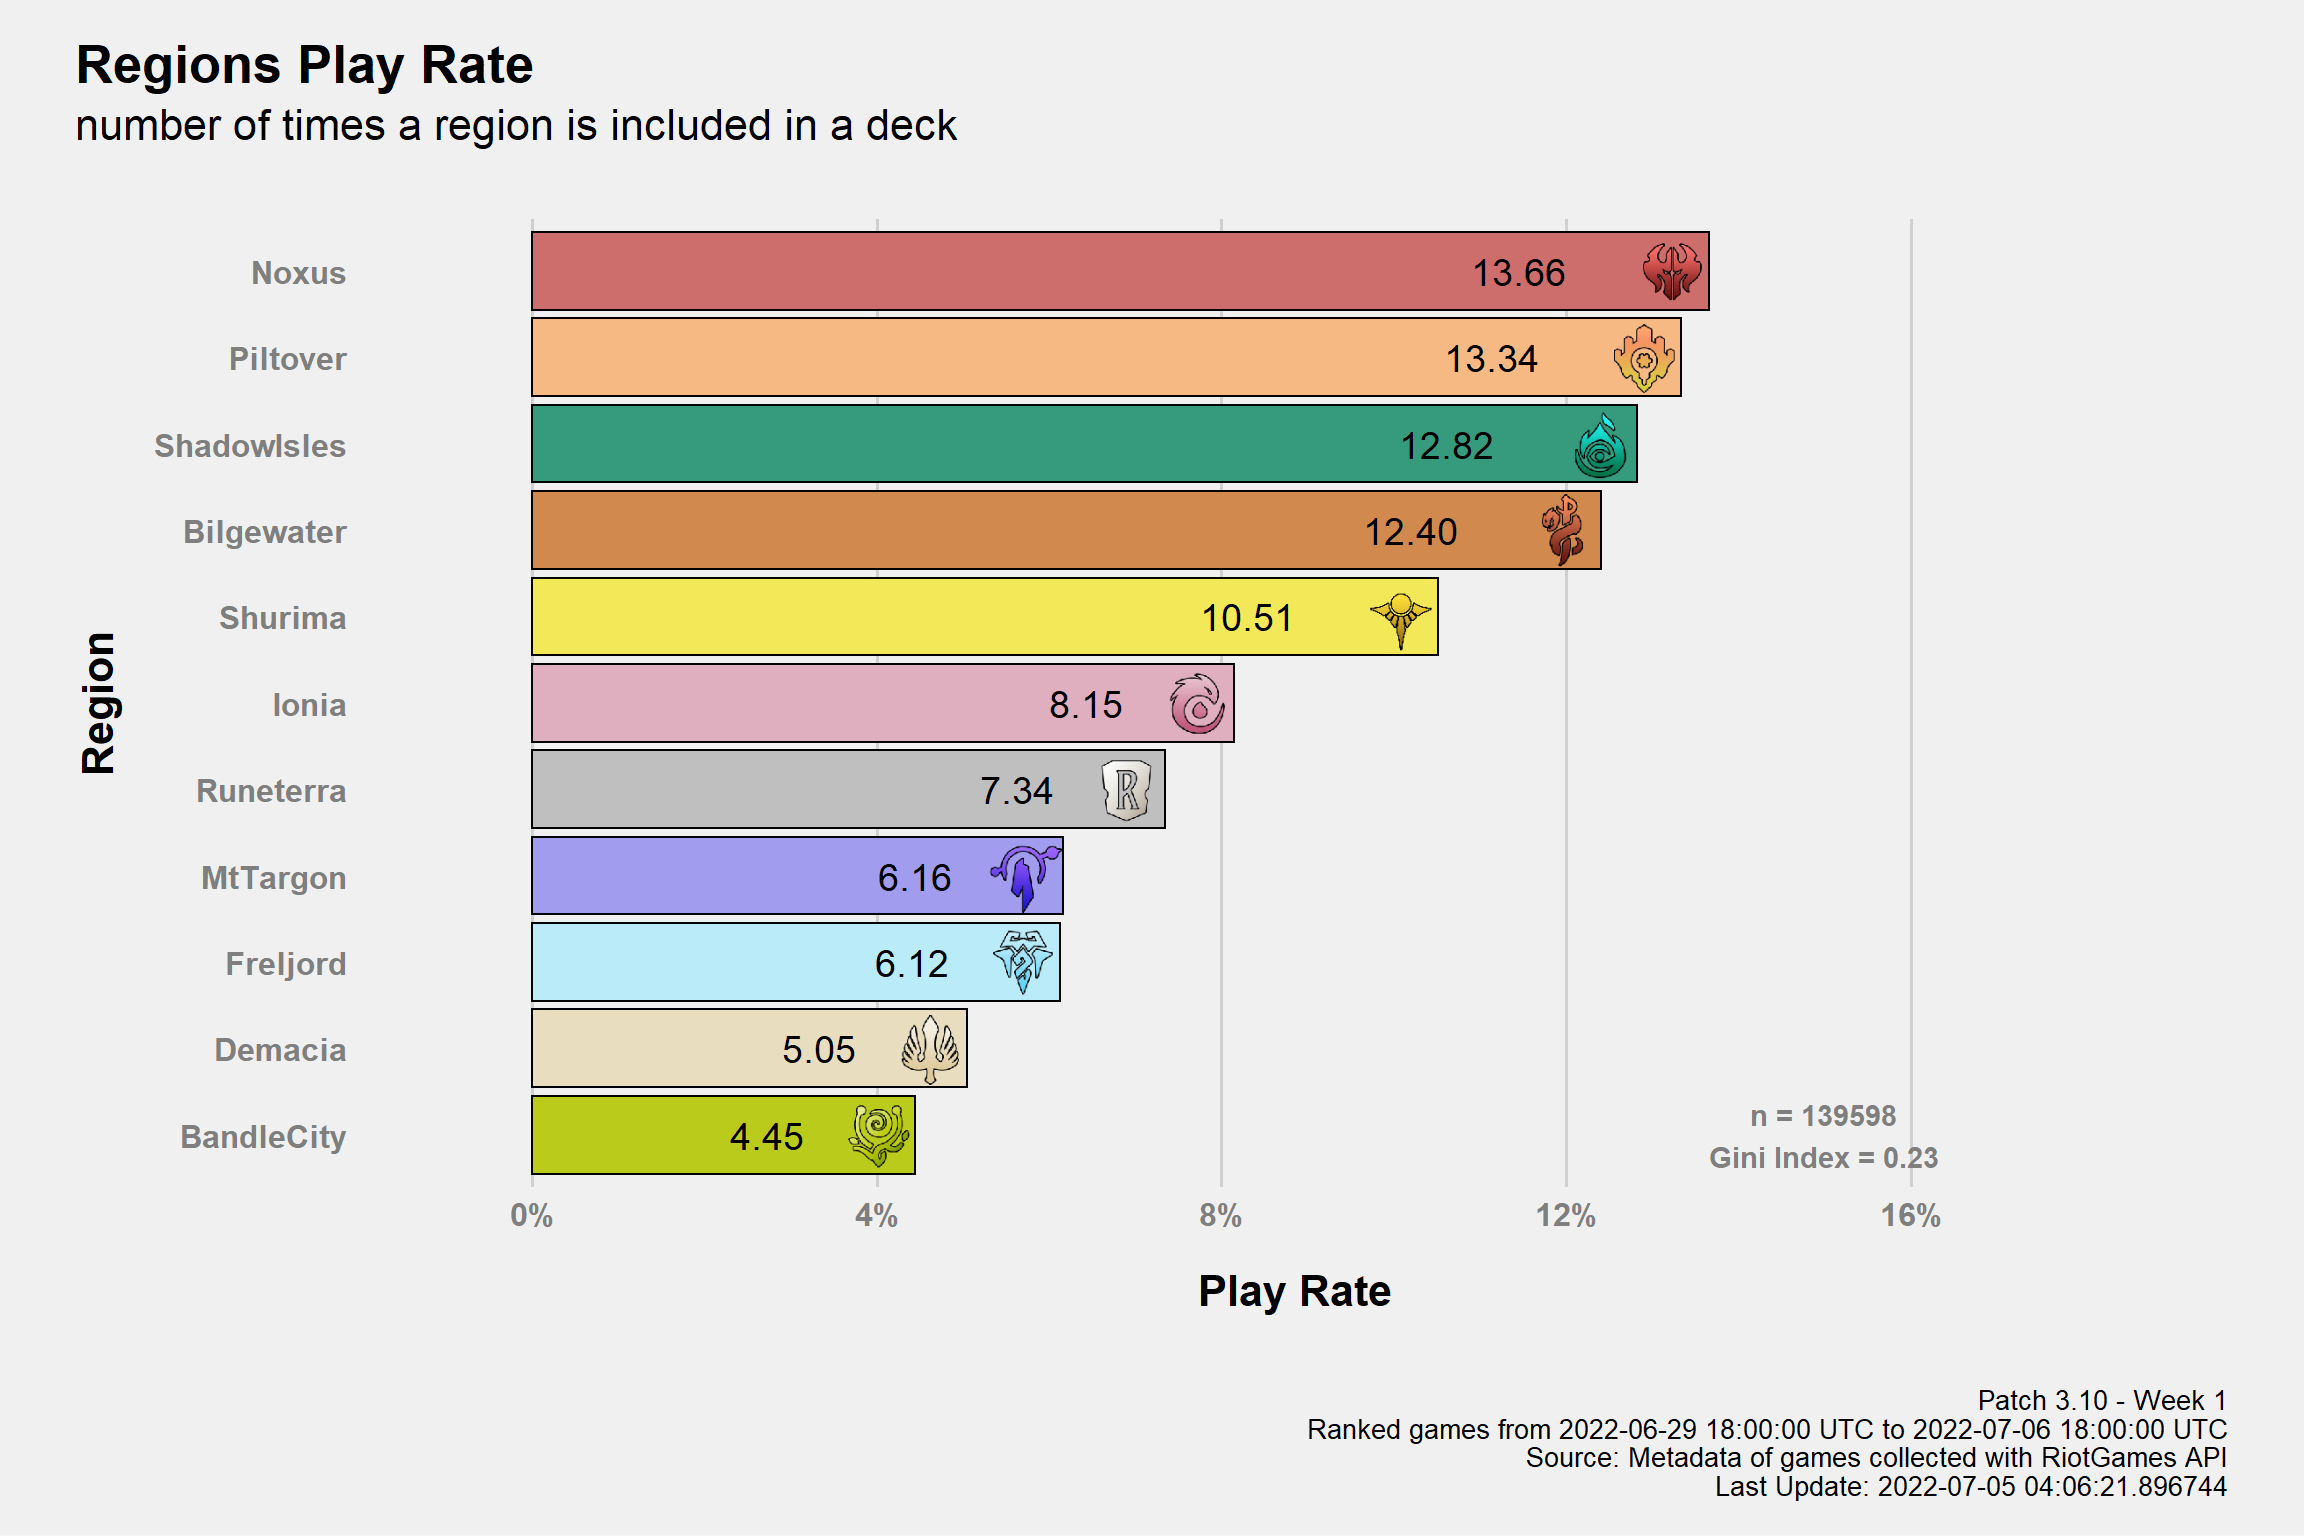 Regions Play Rate
number of times a region is included in a deck
Region
Noxus 13.66
Piltover 13.34
ShadowIsles 12.82
Bilgewater 12.40
Shurima 10.51
Ionia 8.15
Runeterra 7.34 R
MtTargon 6.16
Freljord 6.12
Demacia 5.05
BandleCity 4.45
n = 139598
Gini Index = 0.23
0% 4% 8% 12% 16%
Play Rate
Patch 3.10 - Week 1
Ranked games from 2022-06-29 18:00:00 UTC to 2022-07-06 18:00:00 UTC
Source: Metadata of games collected with RiotGames API
Last Update: 2022-07-05 04:06:21.896744